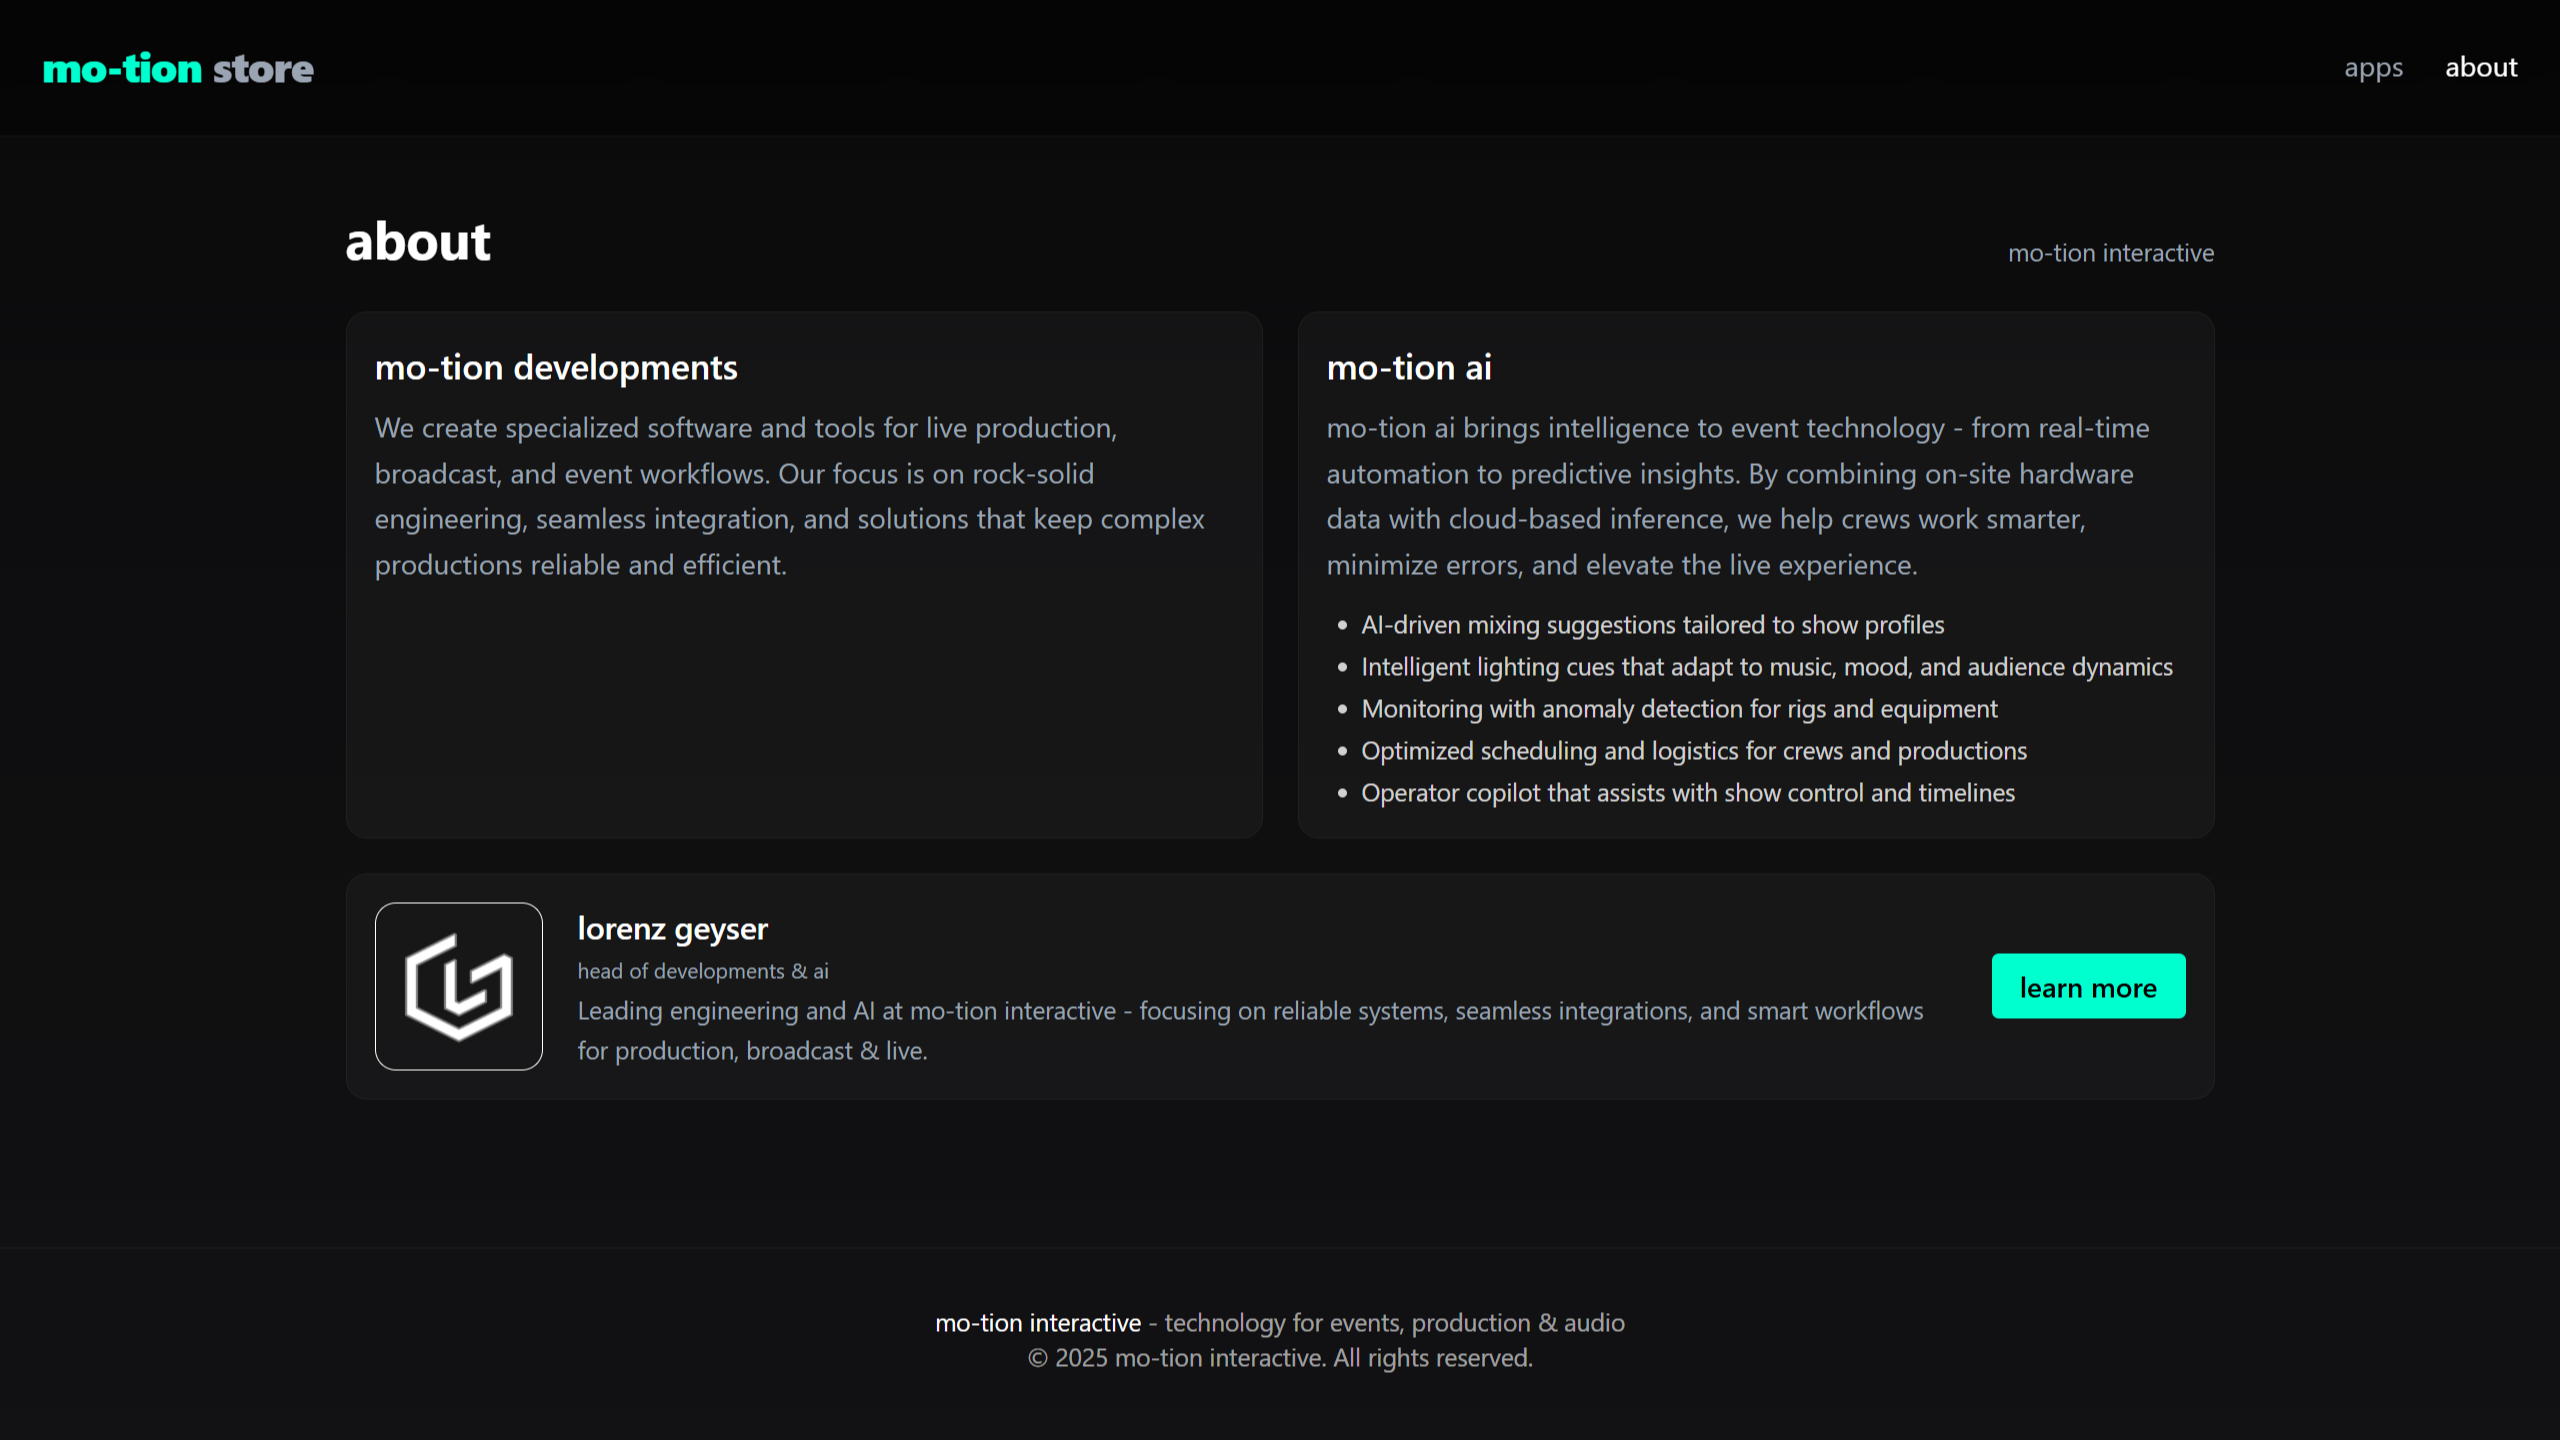 mo-tion store
apps
about
about
mo-tion interactive
mo-tion developments
We create specialized software and tools for live production,
broadcast, and event workflows. Our focus is on rock-solid
engineering, seamless integration, and solutions that keep complex
productions reliable and efficient.
mo-tion ai
mo-tion ai brings intelligence to event technology - from real-time
automation to predictive insights. By combining on-site hardware
data with cloud-based inference, we help crews work smarter,
minimize errors, and elevate the live experience.
• AI-driven mixing suggestions tailored to show profiles
• Intelligent lighting cues that adapt to music, mood, and audience dynamics
• Monitoring with anomaly detection for rigs and equipment
• Optimized scheduling and logistics for crews and productions
• Operator copilot that assists with show control and timelines
lorenz geyser
head of developments & ai
Leading engineering and AI at mo-tion interactive - focusing on reliable systems, seamless integrations, and smart workflows
for production, broadcast & live.
learn more
mo-tion interactive - technology for events, production & audio
© 2025 mo-tion interactive. All rights reserved.